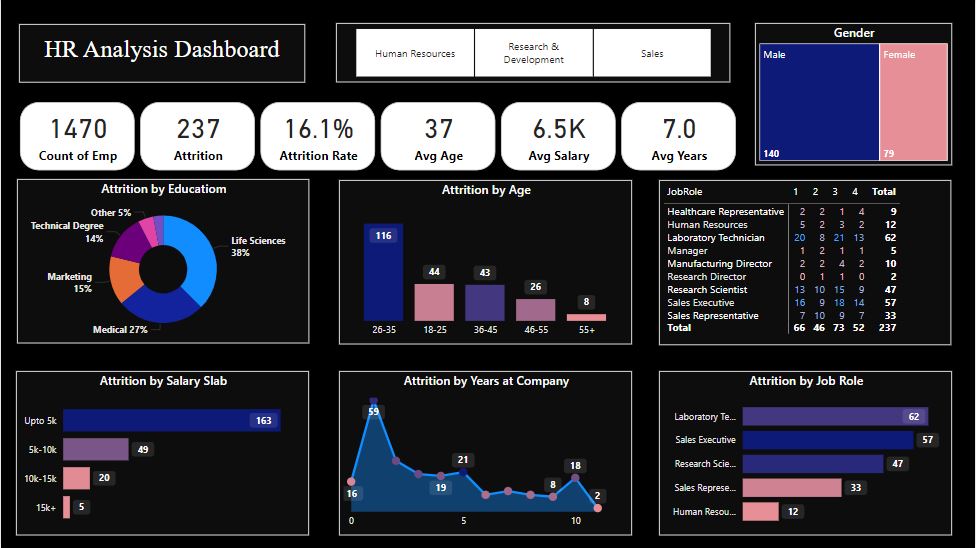 HR Analysis Dashboard
Human Resources
Research &
Development
Sales
Gender
Male
Female
140
79
1470
Count of Emp
237
Attrition
16.1%
Attrition Rate
37
Avg Age
6.5K
Avg Salary
7.0
Avg Years
Attrition by Educatiom
Other 5%
Technical Degree
14%
Marketing
15%
Life Sciences
38%
Medical 27%
Attrition by Age
116
44
43
26
8
26-35 18-25 36-45 46-55 55+
JobRole 1 2 3 4 Total
Healthcare Representative 2 2 1 4 9
Human Resources 5 2 3 2 12
Laboratory Technician 20 8 21 13 62
Manager 1 2 1 1 5
Manufacturing Director 2 2 4 2 10
Research Director 0 1 1 0 2
Research Scientist 13 10 15 9 47
Sales Executive 16 9 18 14 57
Sales Representative 7 10 9 7 33
Total 66 46 73 52 237
Attrition by Salary Slab
Upto 5k 163
5k-10k 49
10k-15k 20
15k+ 5
Attrition by Years at Company
59
16
19
21
8
18
2
0 5 10
Attrition by Job Role
Laboratory Te... 62
Sales Executive 57
Research Scie... 47
Sales Represe... 33
Human Resou... 12